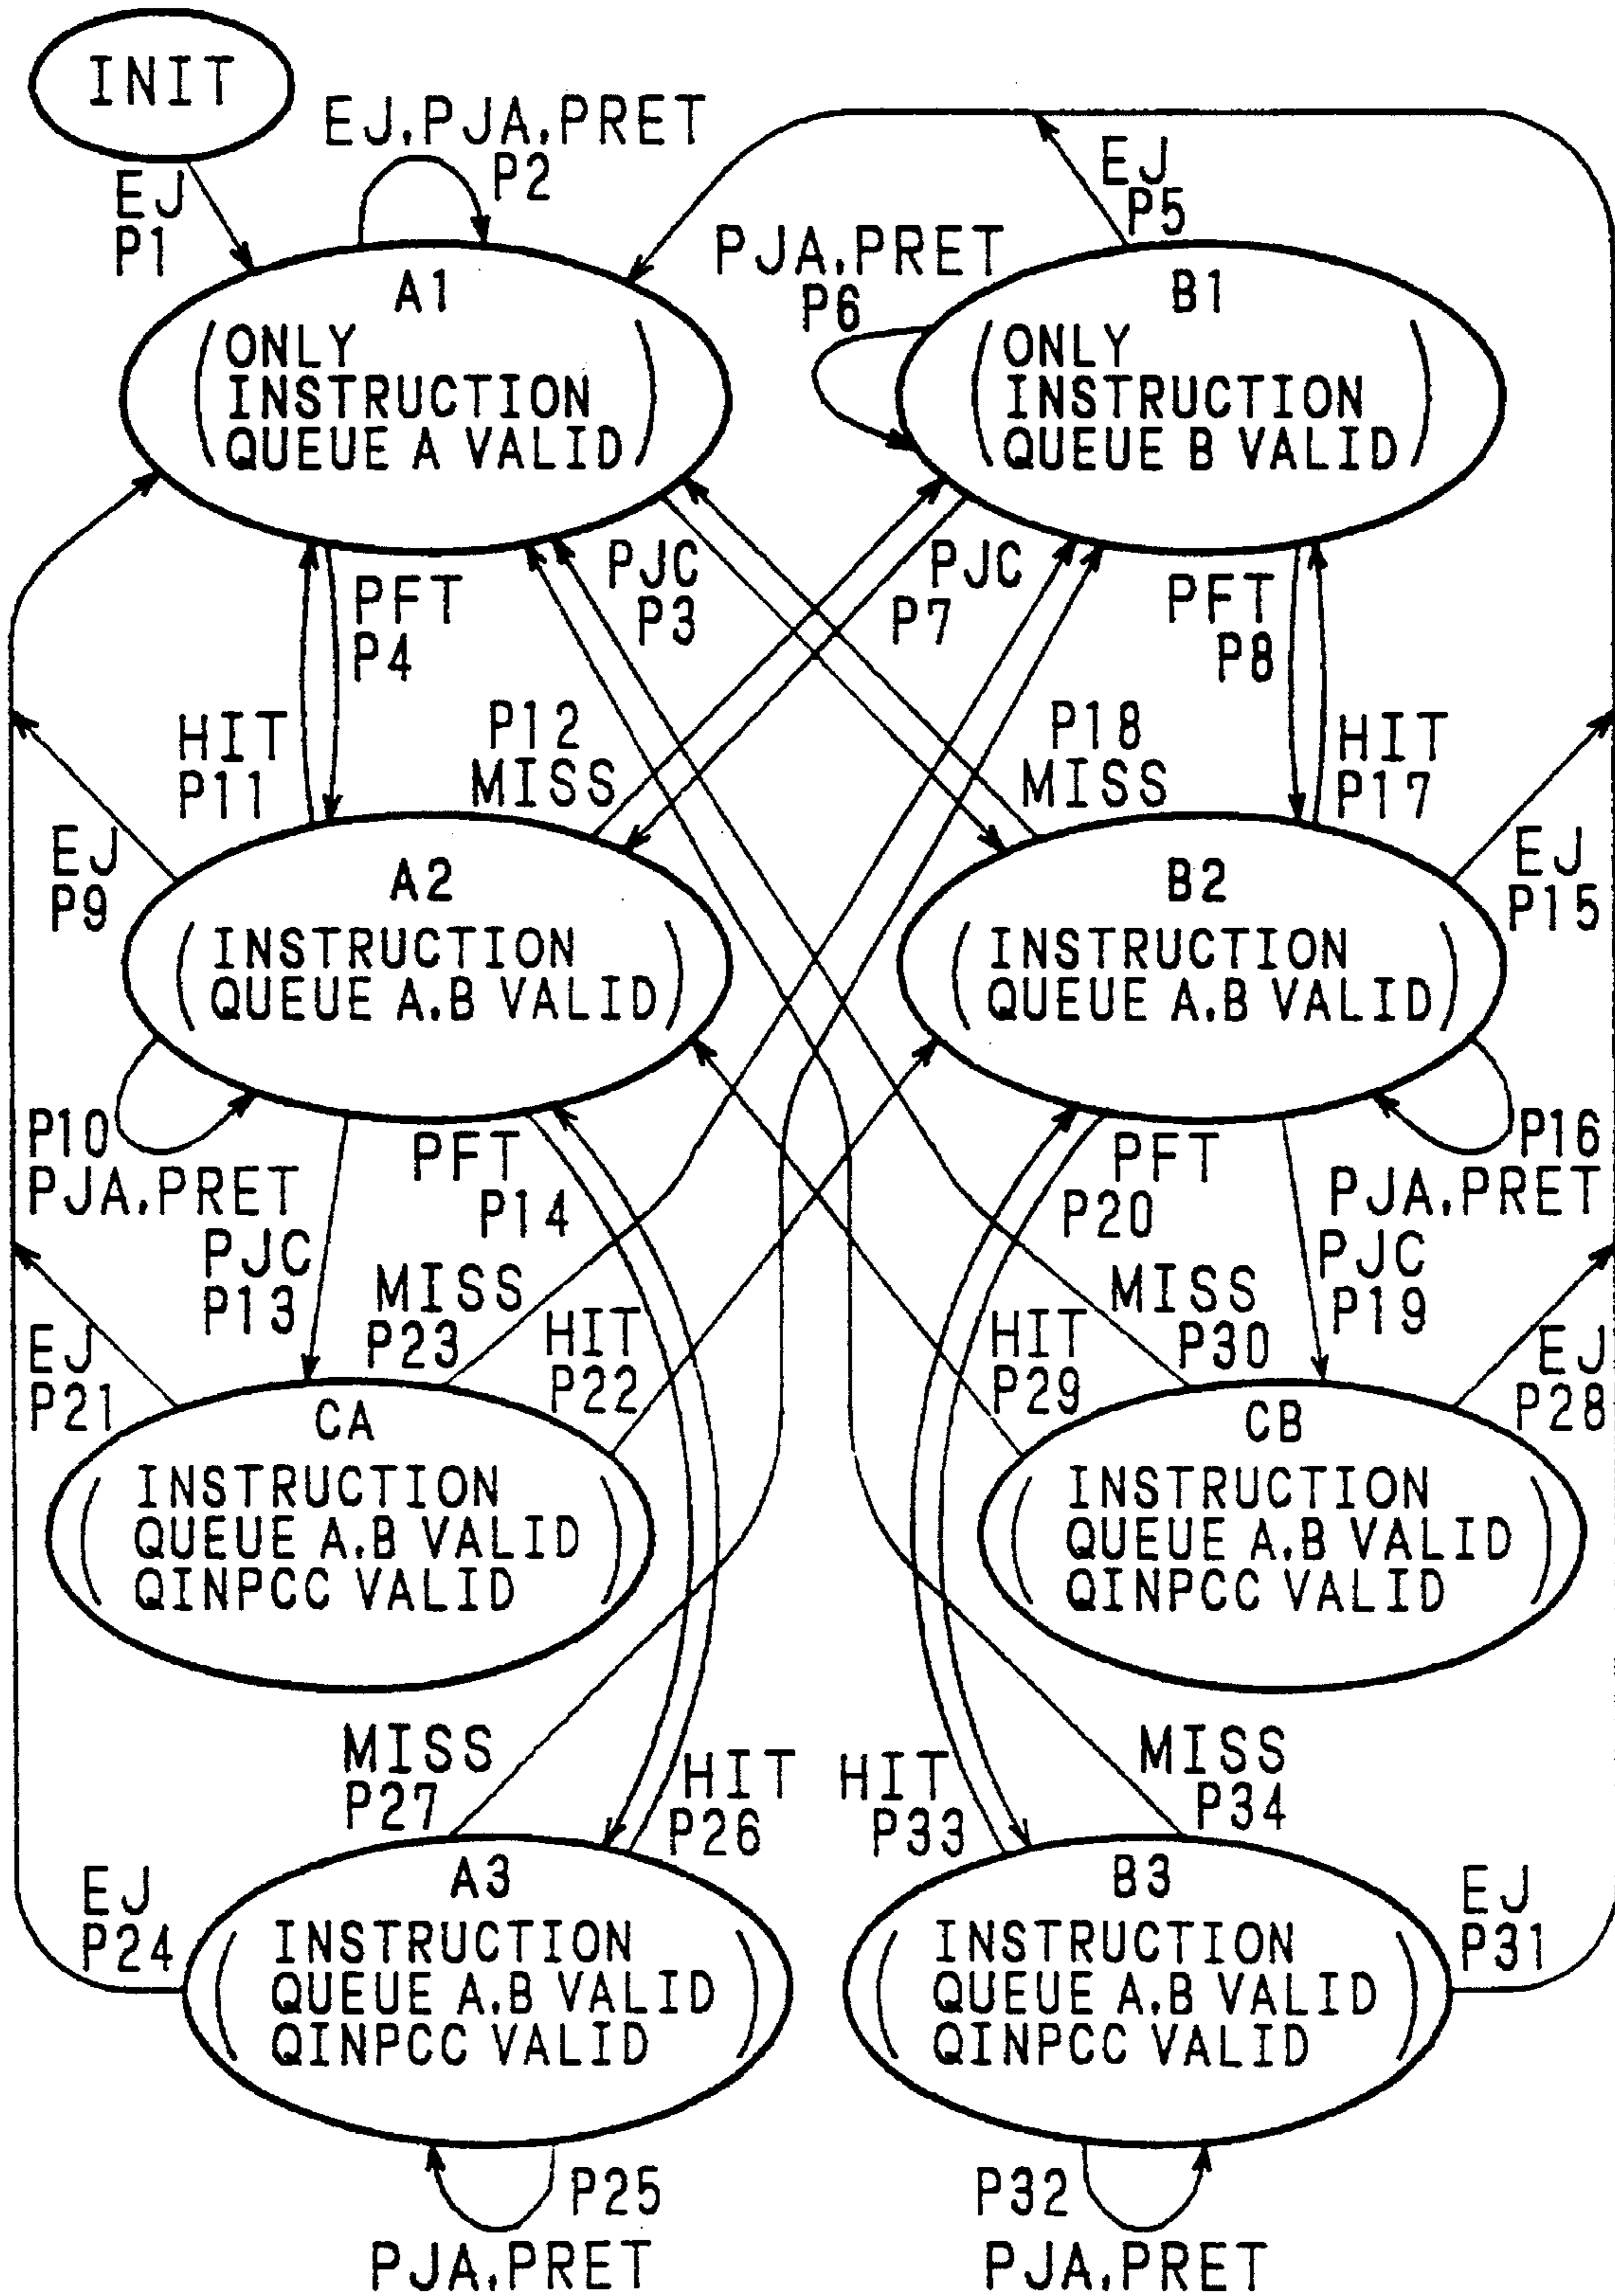 INIT
EJ
P1
EJ.PJA.PRET
P2
EJ
P5
PJA.PRET
P6
A1
(ONLY
INSTRUCTION
QUEUE A VALID)
B1
(ONLY
INSTRUCTION
QUEUE B VALID)
PFT
P4
PJC
P3
PJC
P7
PFT
P8
HIT
P11
P12
MISS
P18
MISS
HIT
P17
EJ
P9
EJ
P15
A2
(INSTRUCTION
QUEUE A.B VALID)
B2
(INSTRUCTION
QUEUE A.B VALID)
P10
PJA.PRET
PFT
P14
PFT
P20
P16
PJA.PRET
PJC
P13
MISS
P23
HIT
P22
HIT
P29
MISS
P30
PJC
P19
EJ
P21
EJ
P28
CA
(INSTRUCTION
QUEUE A.B VALID
QINPCC VALID)
CB
(INSTRUCTION
QUEUE A.B VALID
QINPCC VALID)
MISS
P27
HIT
P26
HIT
P33
MISS
P34
EJ
P24
EJ
P31
A3
(INSTRUCTION
QUEUE A.B VALID
QINPCC VALID)
B3
(INSTRUCTION
QUEUE A.B VALID
QINPCC VALID)
P25
PJA.PRET
P32
PJA.PRET